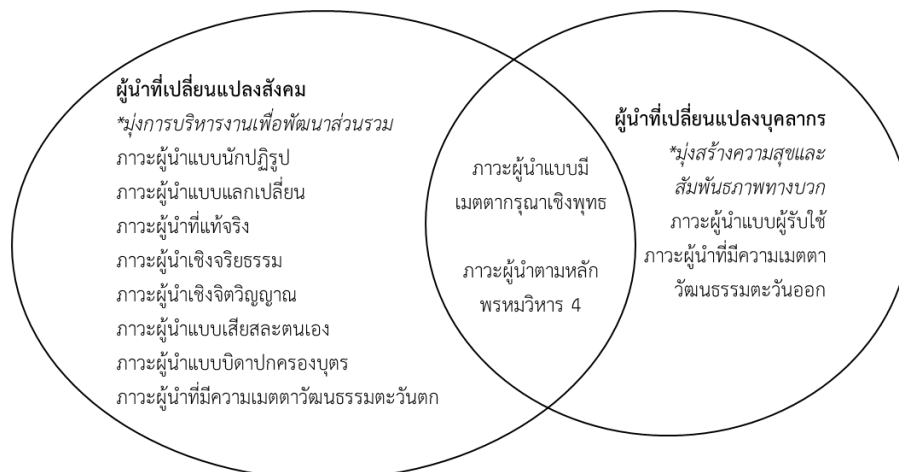 ผู้นำที่เปลี่ยนแปลงสังคม
*มุ่งการบริหารงานเพื่อพัฒนาส่วนรวม
ภาวะผู้นำแบบนักปฏิรูป
ภาวะผู้นำแบบแลกเปลี่ยน
ภาวะผู้นำที่แท้จริง
ภาวะผู้นำเชิงจริยธรรม
ภาวะผู้นำเชิงจิตวิญญาณ
ภาวะผู้นำแบบเสียสละตนเอง
ภาวะผู้นำแบบบิดาปกครองบุตร
ภาวะผู้นำที่มีความเมตตาวัฒนธรรมตะวันตก
ภาวะผู้นำแบบมี
เมตตากรุณาเชิงพุทธ
ภาวะผู้นำตามหลัก
พรหมวิหาร 4
ผู้นำที่เปลี่ยนแปลงบุคลากร
*มุ่งสร้างความสุขและ
สัมพันธภาพทางบวก
ภาวะผู้นำแบบผู้รับใช้
ภาวะผู้นำที่มีความเมตตา
วัฒนธรรมตะวันออก